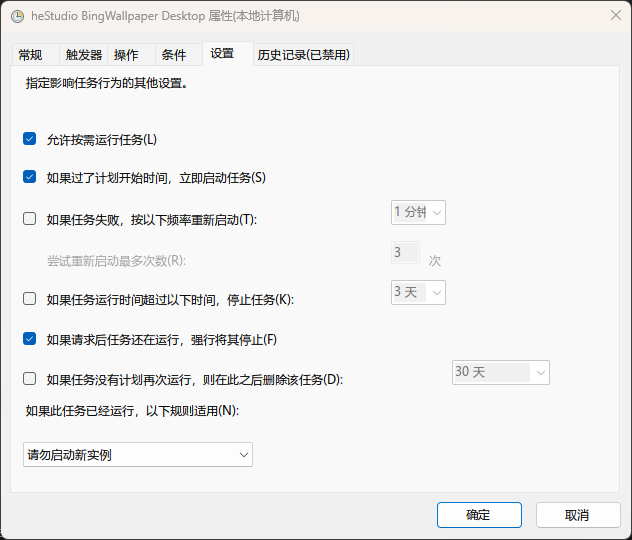 heStudio BingWallpaper Desktop 属性(本地计算机)
常规 触发器 操作 条件 设置 历史记录(已禁用)
指定影响任务行为的其他设置。
允许按需运行任务(L)
如果过了计划开始时间，立即启动任务(S)
如果任务失败，按以下频率重新启动(T): 1 分钟
尝试重新启动最多次数(R): 3 次
如果任务运行时间超过以下时间，停止任务(K): 3 天
如果请求后任务还在运行，强行将其停止(F)
如果任务没有计划再次运行，则在此之后删除该任务(D): 30 天
如果此任务已经运行，以下规则适用(N):
请勿启动新实例
确定 取消